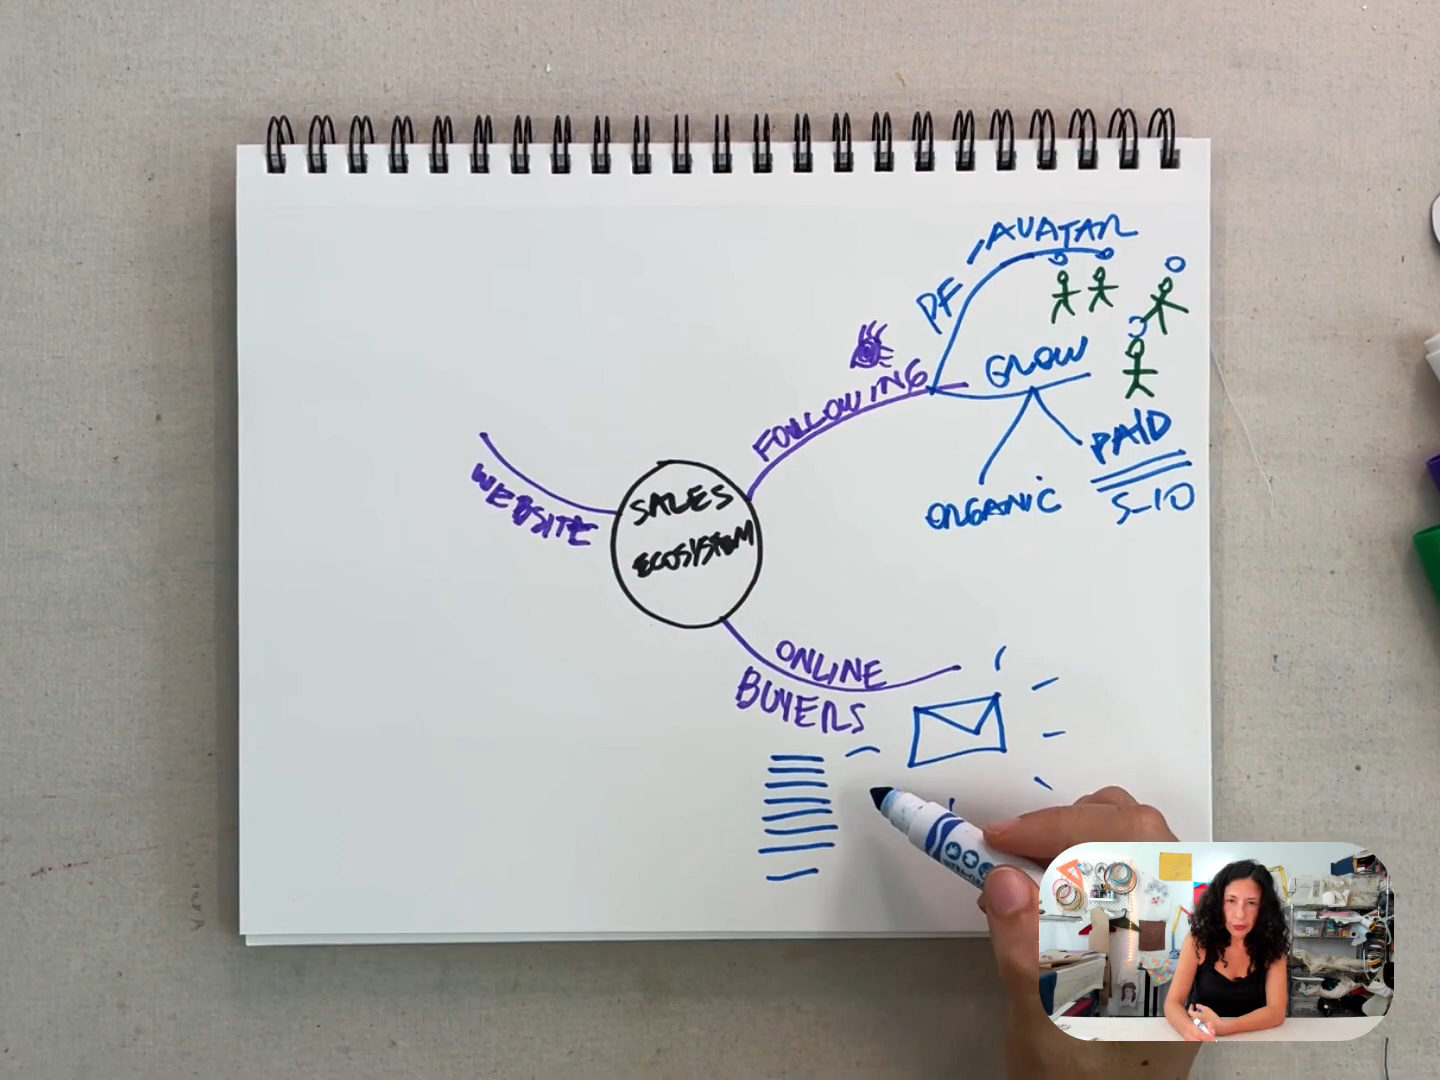 AVATAR
PF
GROW
FOLLOWING
PAID
5-10
ORGANIC
WEBSITE
SALES
ECOSYSTEM
ONLINE
BUYERS